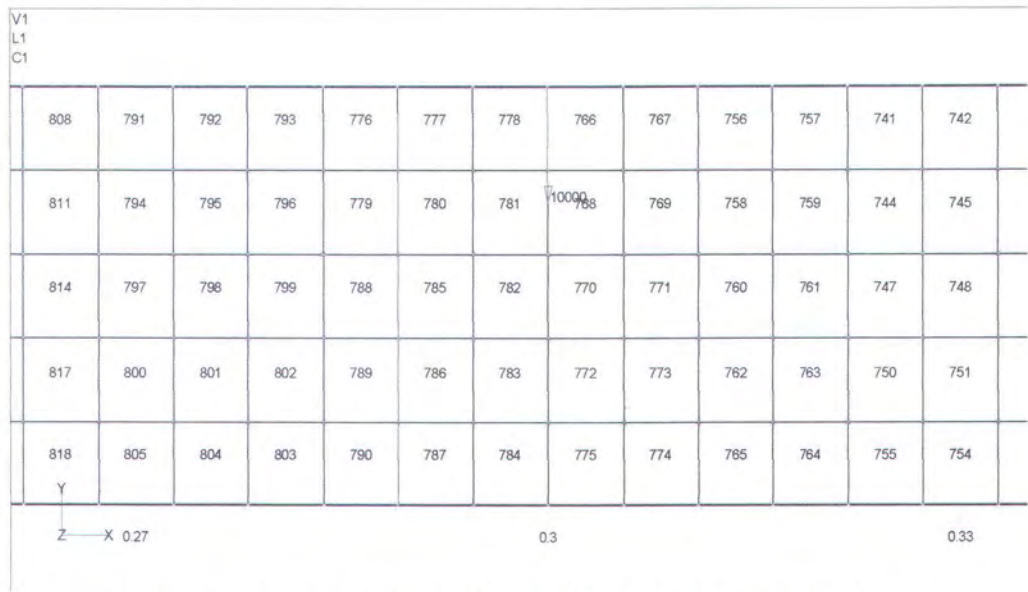 V1
L1
C1
808 791 792 793 776 777 778 766 767 756 757 741 742
811 794 795 796 779 780 781 10000 768 769 758 759 744 745
814 797 798 799 788 785 782 770 771 760 761 747 748
817 800 801 802 789 786 783 772 773 762 763 750 751
818 805 804 803 790 787 784 775 774 765 764 755 754
Y
Z X 0.27 0.3 0.33